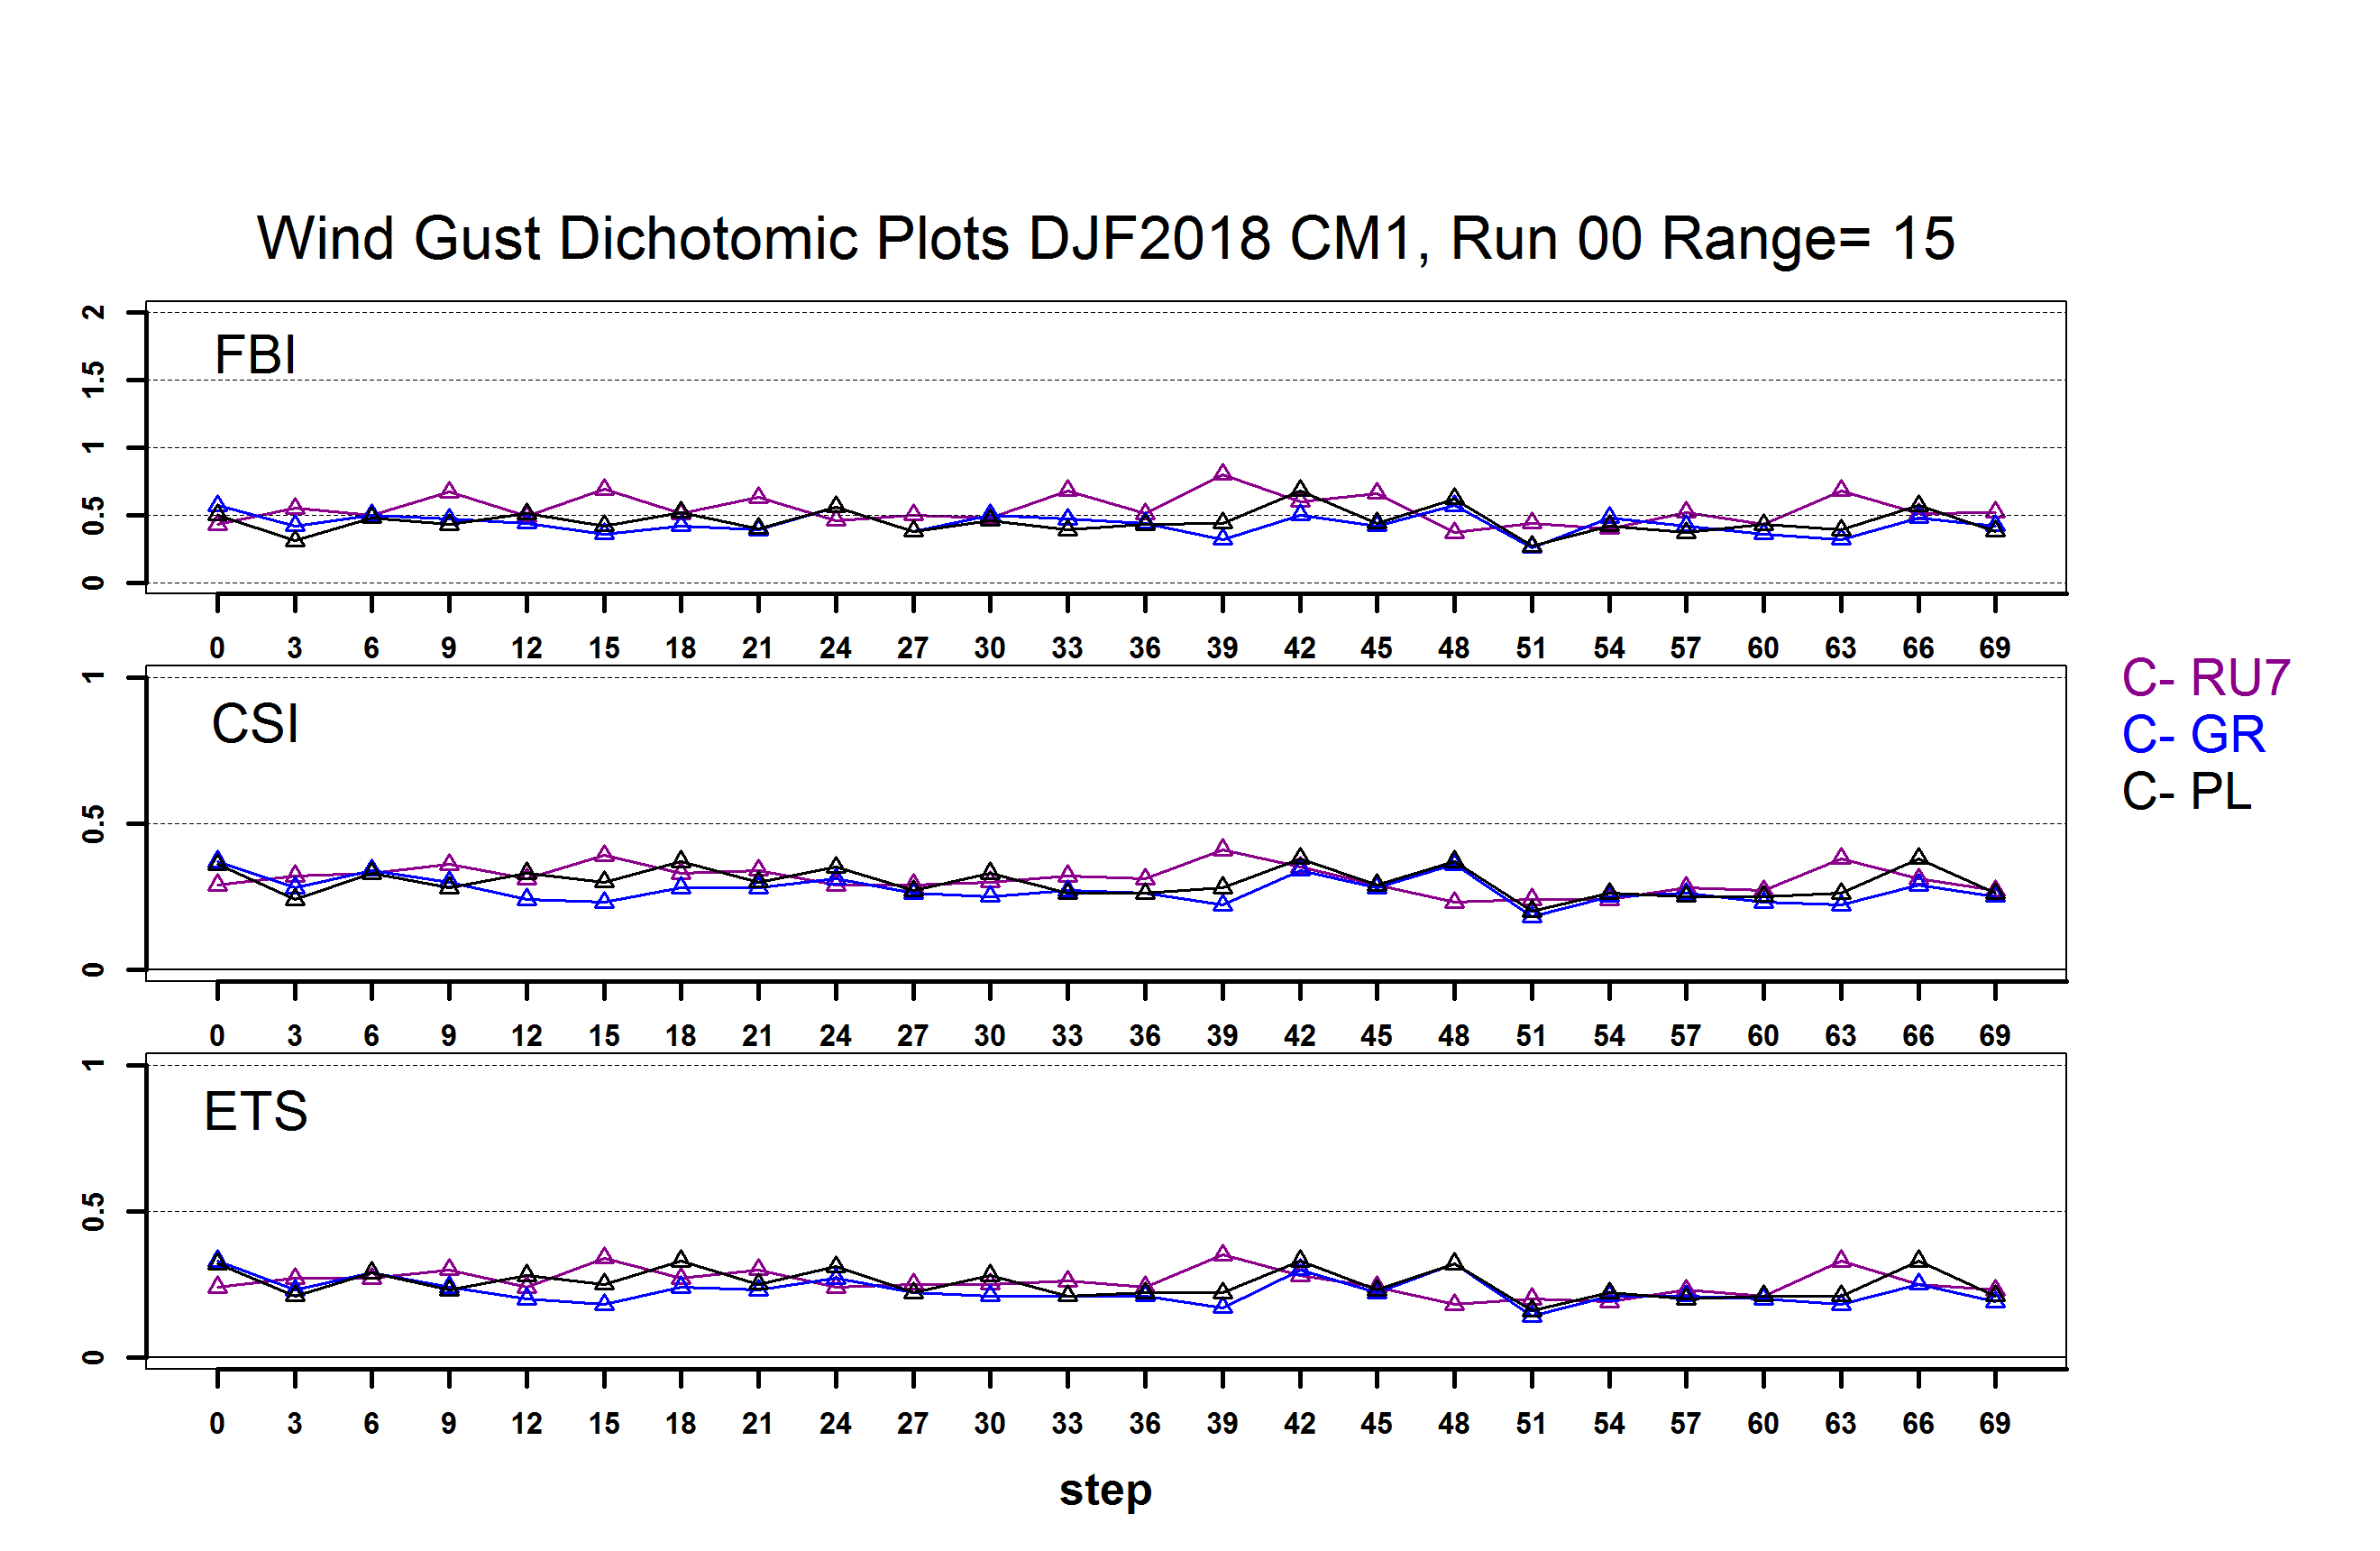 Wind Gust Dichotomic Plots DJF2018 CM1, Run 00 Range= 15
FBI
2
1.5
1
0.5
0
0 3 6 9 12 15 18 21 24 27 30 33 36 39 42 45 48 51 54 57 60 63 66 69
CSI
1
0.5
0
0 3 6 9 12 15 18 21 24 27 30 33 36 39 42 45 48 51 54 57 60 63 66 69
ETS
1
0.5
0
0 3 6 9 12 15 18 21 24 27 30 33 36 39 42 45 48 51 54 57 60 63 66 69
step
C- RU7
C- GR
C- PL